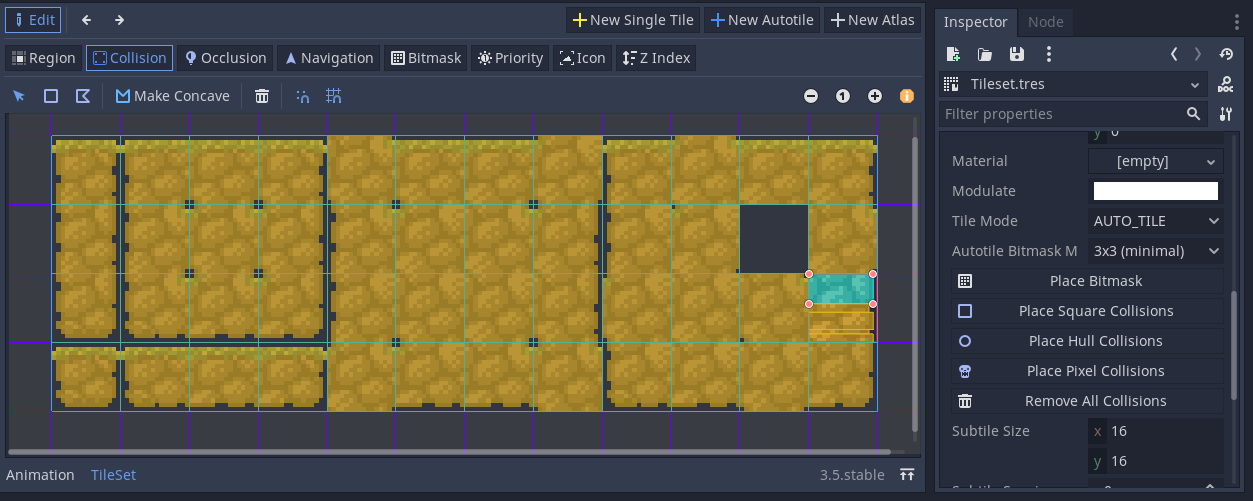 Edit
New Single Tile
New Autotile
New Atlas
Region
Collision
Occlusion
Navigation
Bitmask
Priority
Icon
Z Index
Make Concave
1
Animation
TileSet
3.5.stable
Inspector
Node
Tileset.tres
Filter properties
y 0
Material
[empty]
Modulate
Tile Mode
AUTO_TILE
Autotile Bitmask M
3x3 (minimal)
Place Bitmask
Place Square Collisions
Place Hull Collisions
Place Pixel Collisions
Remove All Collisions
Subtile Size
x 16
y 16